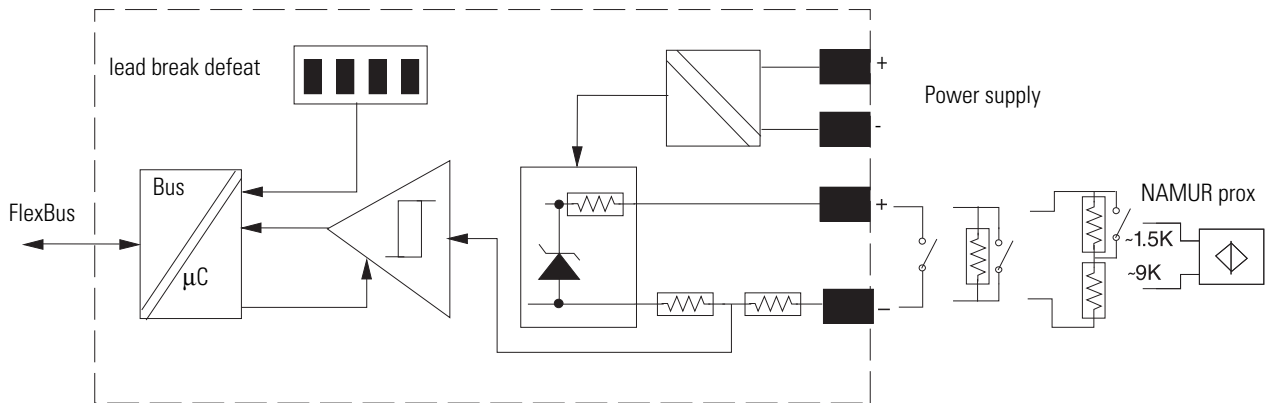 lead break defeat
+
Power supply
-
Bus
+
NAMUR prox
FlexBus
~1.5K
μC
~9K
–